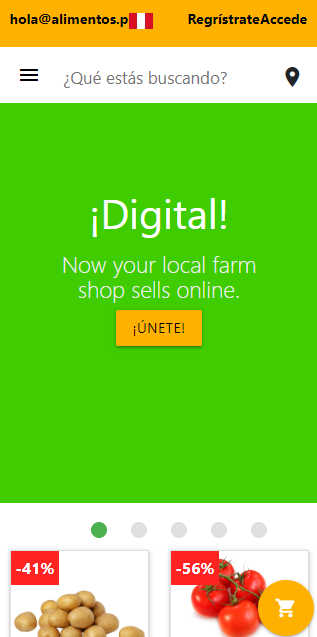 hola@alimentos.p RegrístrateAccede
¿Qué estás buscando?
¡Digital!
Now your local farm
shop sells online.
¡ÚNETE!
-41% -56%